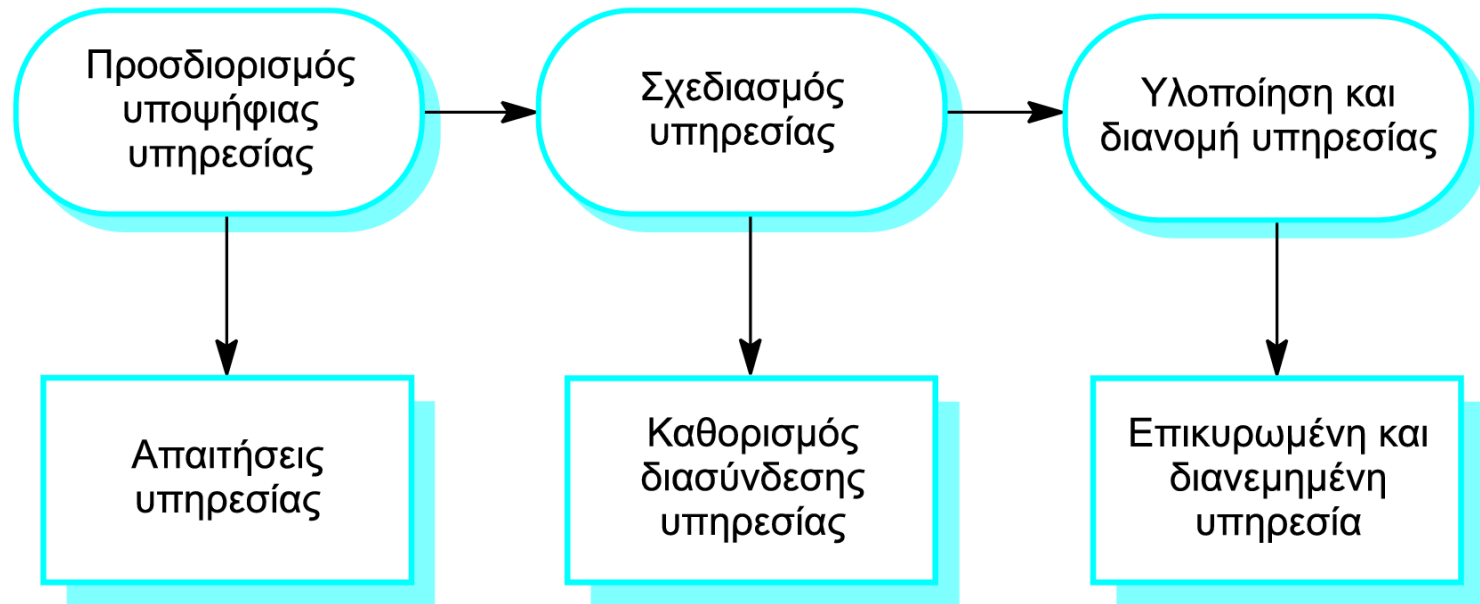 Προσδιορισμός
υποψήφιας
υπηρεσίας
Σχεδιασμός
υπηρεσίας
Υλοποίηση και
διανομή υπηρεσίας
Απαιτήσεις
υπηρεσίας
Καθορισμός
διασύνδεσης
υπηρεσίας
Επικυρωμένη και
διανεμημένη
υπηρεσία